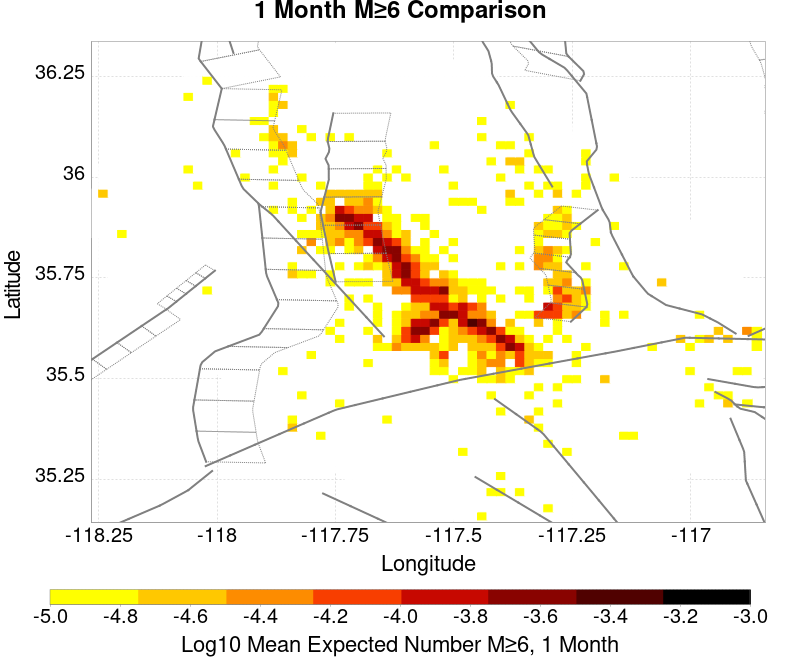 1 Month M≥6 Comparison
36.25
36
35.75
35.5
35.25
Latitude
-118.25 -118 -117.75 -117.5 -117.25 -117
Longitude
-5.0 -4.8 -4.6 -4.4 -4.2 -4.0 -3.8 -3.6 -3.4 -3.2 -3.0
Log10 Mean Expected Number M≥6, 1 Month